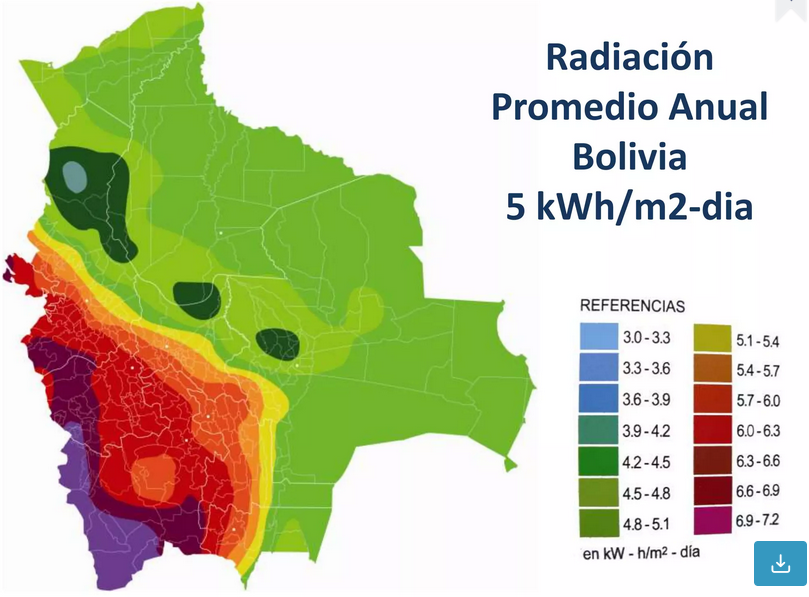 Radiación
Promedio Anual
Bolivia
5 kWh/m2-dia
REFERENCIAS
3.0 - 3.3
3.3 - 3.6
3.6 - 3.9
3.9 - 4.2
4.2 - 4.5
4.5 - 4.8
4.8 - 5.1
5.1 - 5.4
5.4 - 5.7
5.7 - 6.0
6.0 - 6.3
6.3 - 6.6
6.6 - 6.9
6.9 - 7.2
en kW - h/m² - día